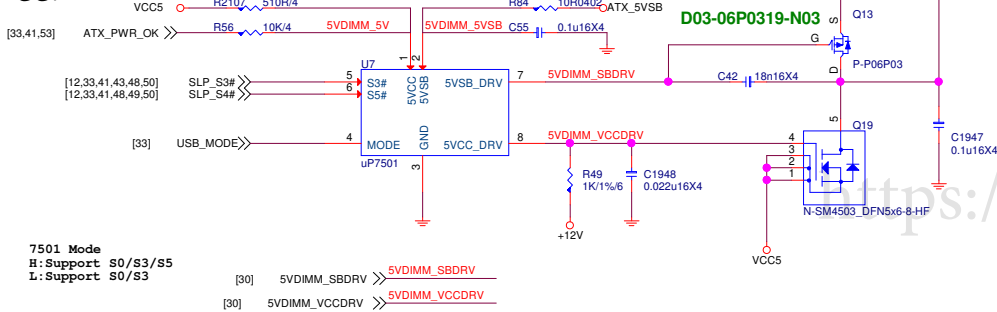 VCC5 R2107 510R/4 R84 10R0402 ATX_5VSB
D03-06P0319-N03 S Q13
[33,41,53] ATX_PWR_OK R56 10K/4 5VDIMM_5V 5VDIMM_5VSB C55 0.1u16X4
G
U7 1 2 P-P06P03
D
[12,33,41,43,48,50] SLP_S3# 5 S3# 5VCC 5VSB 5VSB_DRV 7 5VDIMM_SBDRV C42 18n16X4
[12,33,41,48,49,50] SLP_S4# 6 S5#
5 Q19
C1947
0.1u16X4
[33] USB_MODE 4 MODE GND 5VCC_DRV 8 5VDIMM_VCCDRV 4
uP7501 3
3
2
1
R49
1K/1%/6
C1948
0.022u16X4
N-SM4503_DFN5x6-8-HF
https:/
+12V
VCC5
7501 Mode
H:Support S0/S3/S5
L:Support S0/S3
[30] 5VDIMM_SBDRV 5VDIMM_SBDRV
[30] 5VDIMM_VCCDRV 5VDIMM_VCCDRV